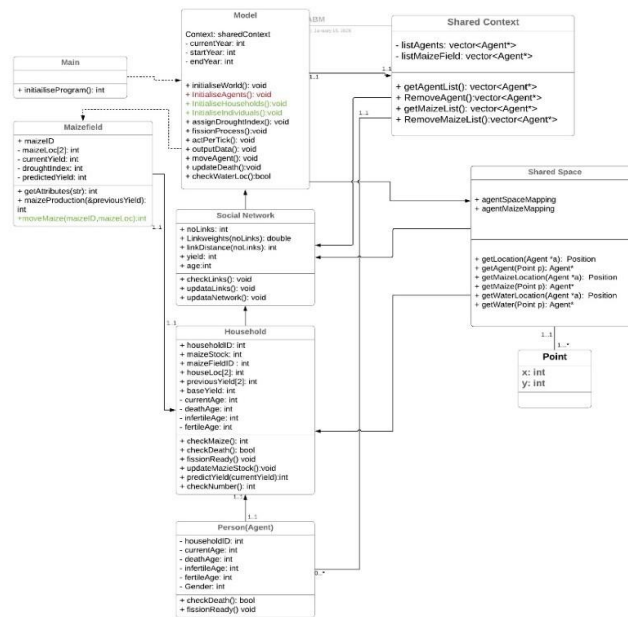 Model
Context: sharedContext
- currentYear: int
- startYear: int
- endYear: int
+ initialiseWorld(): void
+ InitialiseAgents(): void
+ InitialiseHouseholds():void
+ InitialiseIndividuals():void
+ assignDroughtIndex(): void
+ fissionProcess(): void
+ actPerTick(): void
+ outputData(): void
+ moveAgent(): void
+ updateDeath(): void
+ checkWaterLoc():bool
ABM
Shared Context
- listAgents: vector<Agent*>
- listMaizeField: vector<Agent*>
+ getAgentList(): vector<Agent*>
+ RemoveAgent():vector<Agent*>
+ getMaizeList(): vector<Agent*>
+ RemoveMaizeList():vector<Agent*>
1..1
1..1
Main
+ initialiseProgram(): int
Maizefield
+ maizeID
- maizeLoc[2]: int
- currentYield: int
- droughtIndex: int
- predictedYield: int
+ getAttributes(str): int
+ maizeProduction(&previousYield):
int
+moveMaize(maizeID,maizeLoc):int
1..1
Shared Space
+ agentSpaceMapping
+ agentMaizeMapping
+ getLocation(Agent *a): Position
+ getAgent(Point p): Agent*
+ getMaizeLocation(Agent *a): Position
+ getMaize(Point p): Agent*
+ getWaterLocation(Agent *a): Position
+ getWater(Point p): Agent*
Social Network
+ noLinks: int
+ Linkweights(noLinks): double
+ linkDistance(noLinks): int
+ yield: int
+ age:int
+ checkLinks(): void
+ updataLinks(): void
+ updataNetwork(): void
1..1
Household
+ householdID: int
+ maizeStock: int
+ maizeFieldID : int
+ houseLoc[2]: int
+ previousYield[2]: int
+ baseYield: int
- currentAge: int
- deathAge: int
- infertileAge: int
- fertileAge: int
+ checkMaize(): int
+ checkDeath(): bool
+ fissionReady() void
+ updateMazieStock():void
+ predictYield(currentYield):int
+ checkNumber(): int
1..1
1..*
Point
x: int
y: int
1..1
1..1
Person(Agent)
- householdID: int
- currentAge: int
- deathAge: int
- infertileAge: int
- fertileAge: int
- Gender: int
+ checkDeath(): bool
+ fissionReady() void
0..*